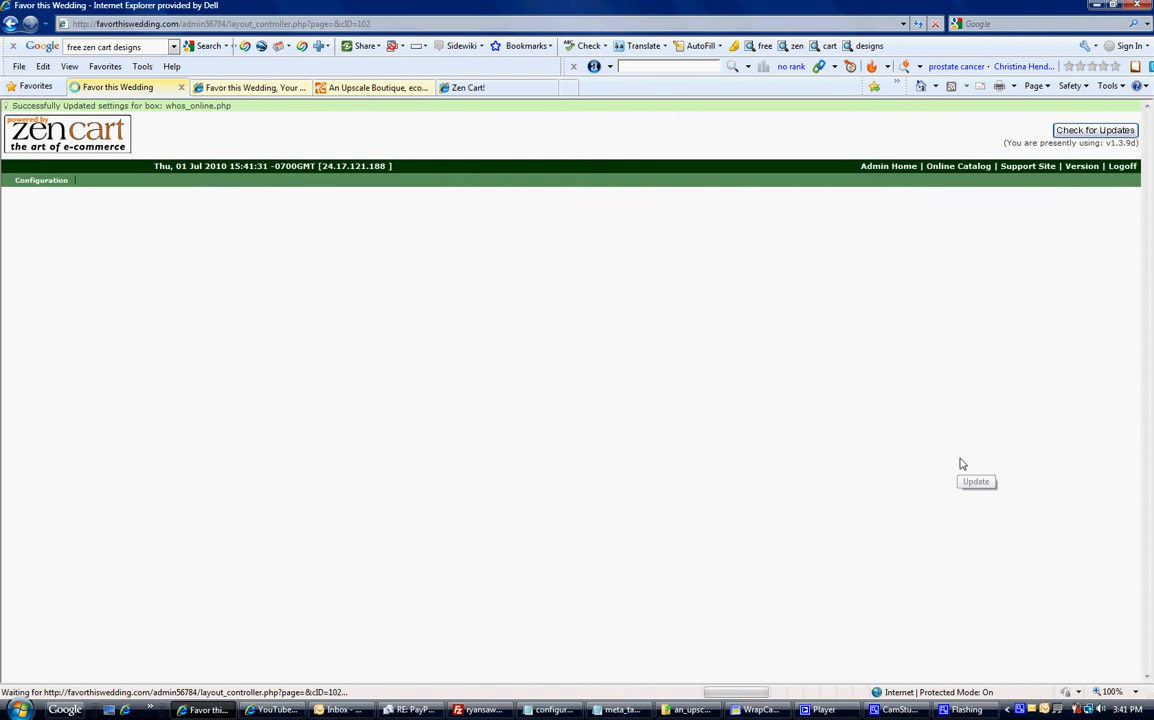 Favor this Wedding - Internet Explorer provided by Dell
http://favorthiswedding.com/admin56784/layout_controller.php?page=&cID=102
Google
Google free zen cart designs Search Share Sidewiki Bookmarks Check Translate AutoFill free zen cart designs Sign In
File Edit View Favorites Tools Help no rank prostate cancer Christina Hend...
Favorites Favor this Wedding Favor this Wedding, Your ... An Upscale Boutique, eco... Zen Cart! Page Safety Tools
Successfully Updated settings for box: whos_online.php
powered by
zen cart
the art of e-commerce
Check for Updates
(You are presently using: v1.3.9d)
Thu, 01 Jul 2010 15:41:31 -0700GMT [24.17.121.188 ] Admin Home | Online Catalog | Support Site | Version | Logoff
Configuration
Update
Waiting for http://favorthiswedding.com/admin56784/layout_controller.php?page=&cID=102... Internet | Protected Mode: On 100%
Google Favor this... YouTube... Inbox - ... RE: PayP... ryansaw... configur... meta_ta... an_upsc... WrapCa... Player CamStu... Flashing 3:41 PM